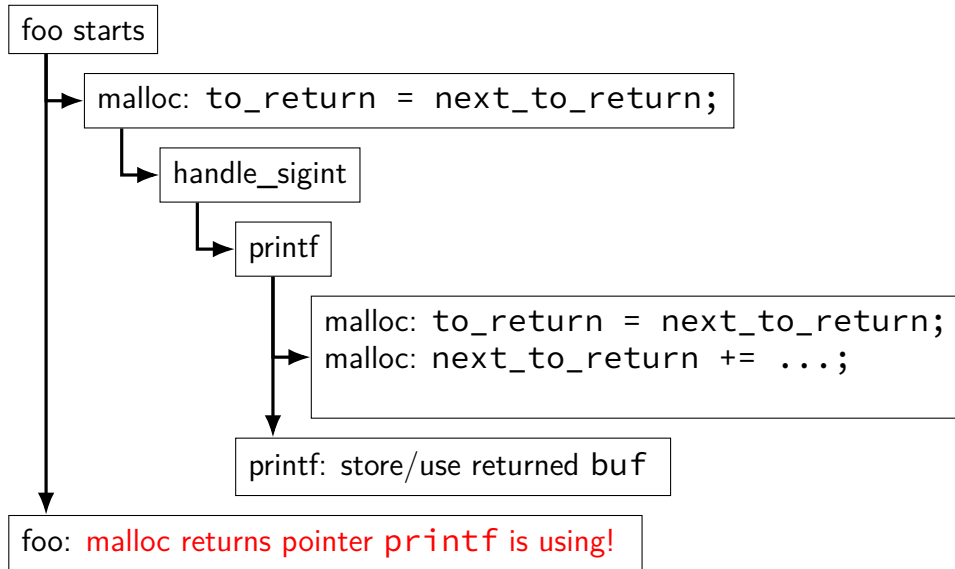 foo starts
malloc: to_return = next_to_return;
handle_sigint
printf
malloc: to_return = next_to_return;
malloc: next_to_return += ...;
printf: store/use returned buf
foo: malloc returns pointer printf is using!